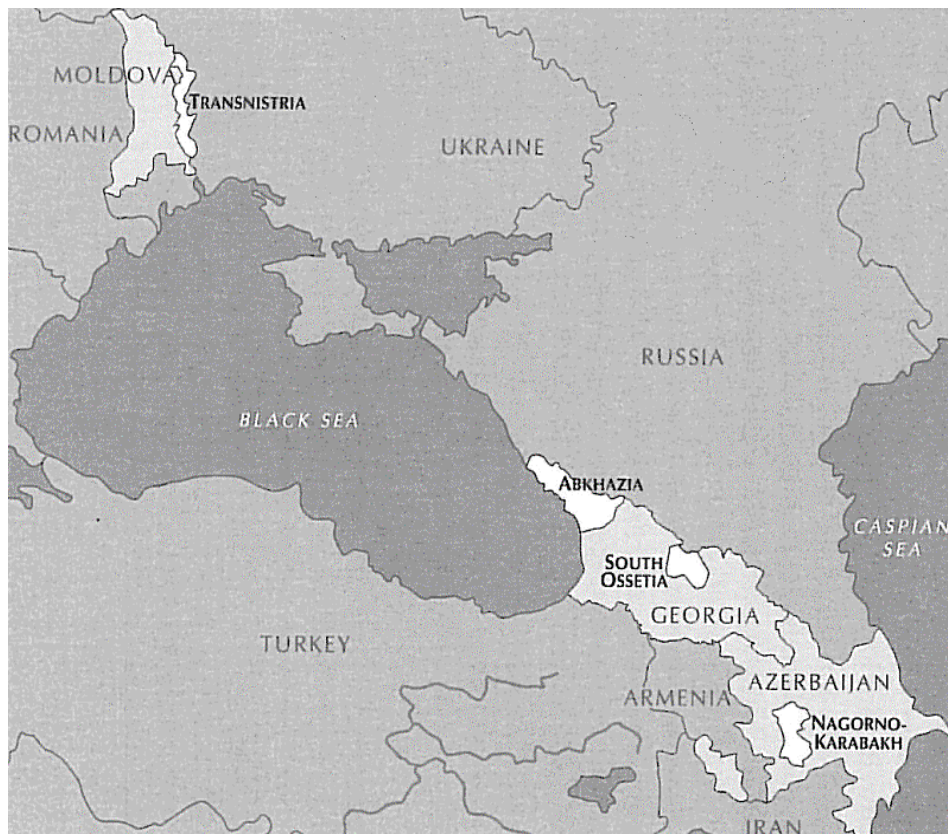 MOLDOVA
TRANSNISTRIA
ROMANIA
UKRAINE
RUSSIA
BLACK SEA
ABKHAZIA
CASPIAN
SEA
SOUTH
OSSETIA
GEORGIA
TURKEY
AZERBAIJAN
ARMENIA
NAGORNO-
KARABAKH
IRAN